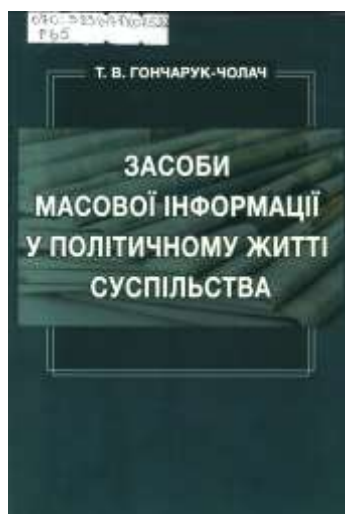 Т. В. ГОНЧАРУК-ЧОЛАЧ
ЗАСОБИ
МАСОВОЇ ІНФОРМАЦІЇ
У ПОЛІТИЧНОМУ ЖИТТІ
СУСПІЛЬСТВА